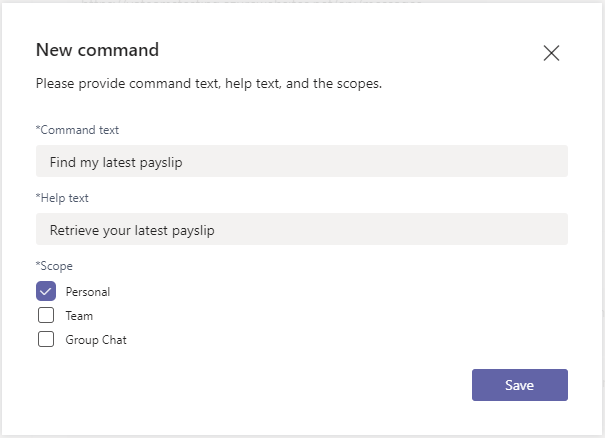 New command
Please provide command text, help text, and the scopes.
*Command text
Find my latest payslip
*Help text
Retrieve your latest payslip
*Scope
Personal
Team
Group Chat
Save